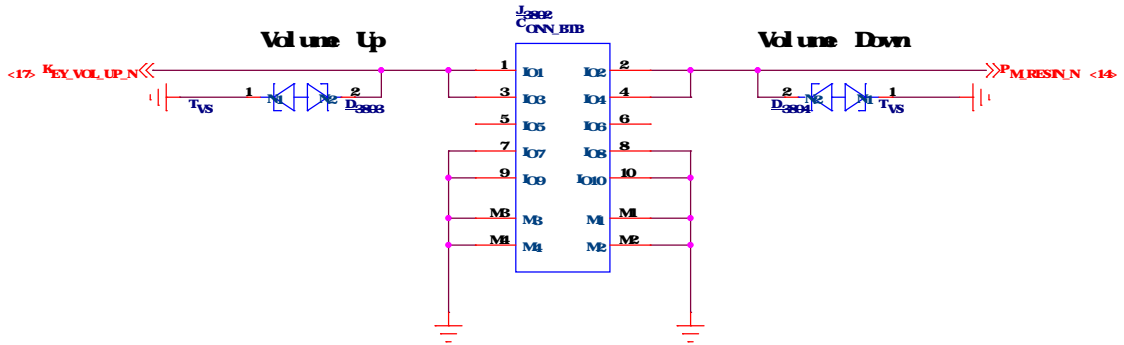 J3802
CONN_BTB
Volume Up
Volume Down
<17> KEY_VOL_UP_N
1 IO1 IO2 2
PM_RESIN_N <14>
1 N1 N2 2
3 IO3 IO4 4
2 N2 N1 1
TVS D3803
D3804 TVS
5 IO5 IO6 6
7 IO7 IO8 8
9 IO9 IO10 10
M3 M3 M1 M1
M4 M4 M2 M2